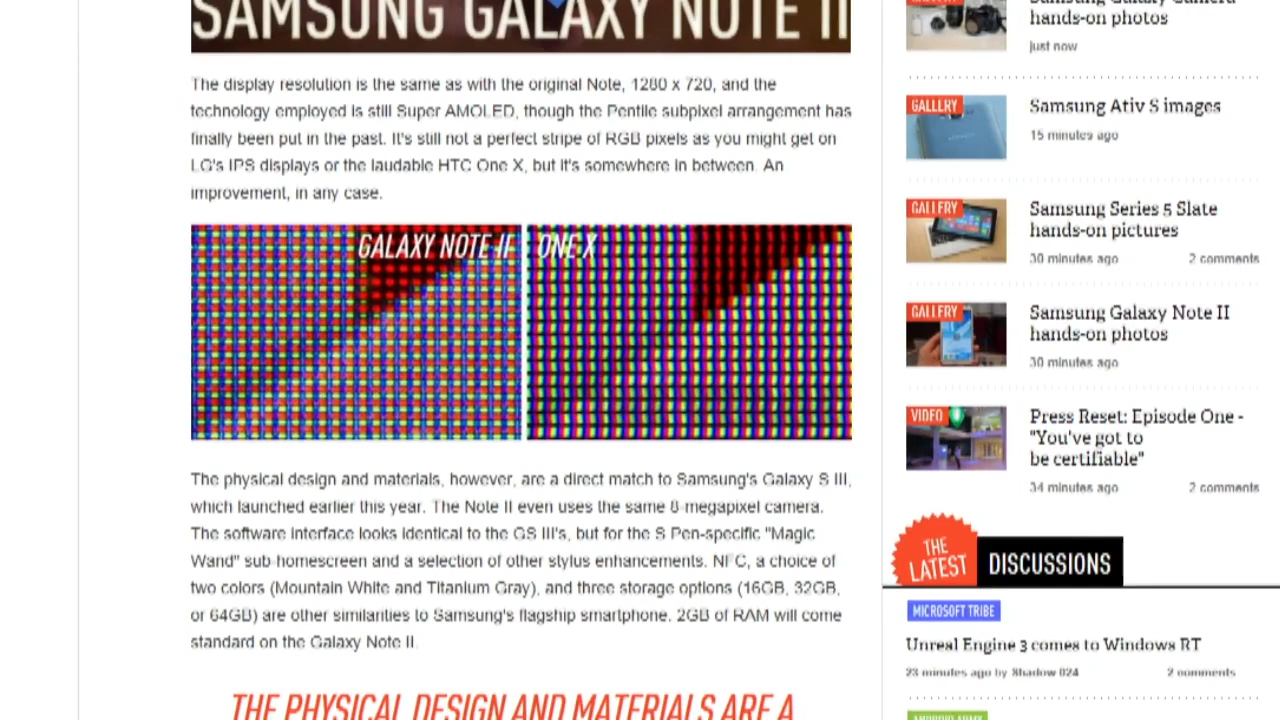 SAMSUNG GALAXY NOTE II
The display resolution is the same as with the original Note, 1280 x 720, and the
technology employed is still Super AMOLED, though the Pentile subpixel arrangement has
finally been put in the past. It's still not a perfect stripe of RGB pixels as you might get on
LG's IPS displays or the laudable HTC One X, but it's somewhere in between. An
improvement, in any case.
GALAXY NOTE II
ONE X
The physical design and materials, however, are a direct match to Samsung's Galaxy S III,
which launched earlier this year. The Note II even uses the same 8-megapixel camera.
The software interface looks identical to the GS III's, but for the S Pen-specific "Magic
Wand" sub-homescreen and a selection of other stylus enhancements. NFC, a choice of
two colors (Mountain White and Titanium Gray), and three storage options (16GB, 32GB,
or 64GB) are other similarities to Samsung's flagship smartphone. 2GB of RAM will come
standard on the Galaxy Note II.
THE PHYSICAL DESIGN AND MATERIALS ARE A
Samsung Galaxy Camera
hands-on photos
just now
GALLERY
Samsung Ativ S images
15 minutes ago
GALLERY
Samsung Series 5 Slate
hands-on pictures
30 minutes ago
2 comments
GALLERY
Samsung Galaxy Note II
hands-on photos
30 minutes ago
VIDEO
Press Reset: Episode One -
"You've got to
be certifiable"
34 minutes ago
2 comments
THE
LATEST
DISCUSSIONS
MICROSOFT TRIBE
Unreal Engine 3 comes to Windows RT
23 minutes ago by Shadow 024
2 comments
ANDROID ARMY